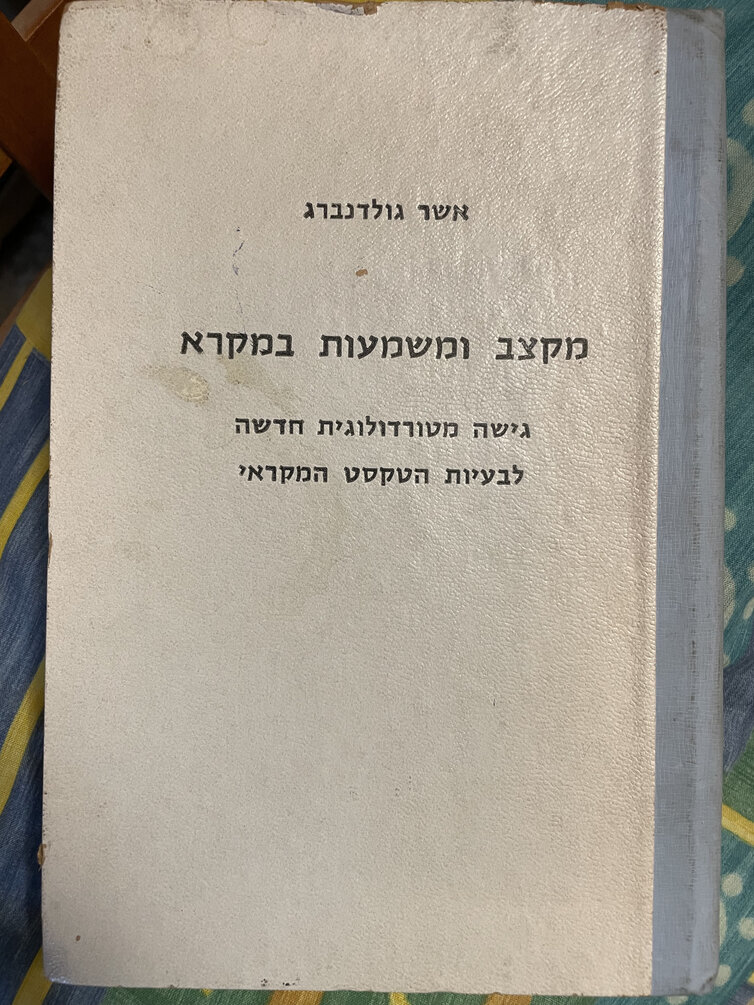 אשר גולדנברג
מקצב ומשמעות במקרא
גישה מטורדולוגית חדשה
לבעיות הטקסט המקראי